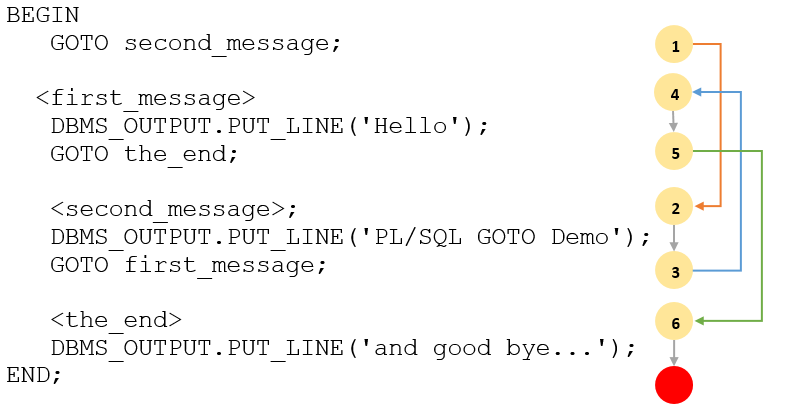 BEGIN
GOTO second_message;
1
<first_message>
4
DBMS_OUTPUT.PUT_LINE('Hello');
GOTO the_end;
5
<second_message>;
2
DBMS_OUTPUT.PUT_LINE('PL/SQL GOTO Demo');
GOTO first_message;
3
<the_end>
6
DBMS_OUTPUT.PUT_LINE('and good bye...');
END;